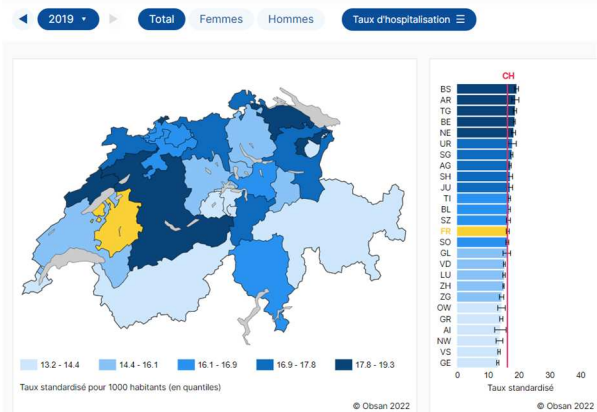 2019
Total
Femmes
Hommes
Taux d'hospitalisation
CH
BS
AR
TG
BE
NE
UR
SG
AG
SH
JU
TI
BL
SZ
FR
SO
GL
VD
LU
ZH
ZG
OW
GR
AI
NW
VS
GE
0 10 20 30 40
Taux standardisé
13.2 - 14.4 14.4 - 16.1 16.1 - 16.9 16.9 - 17.8 17.8 - 19.3
Taux standardisé pour 1000 habitants (en quantiles)
© Obsan 2022
© Obsan 2022